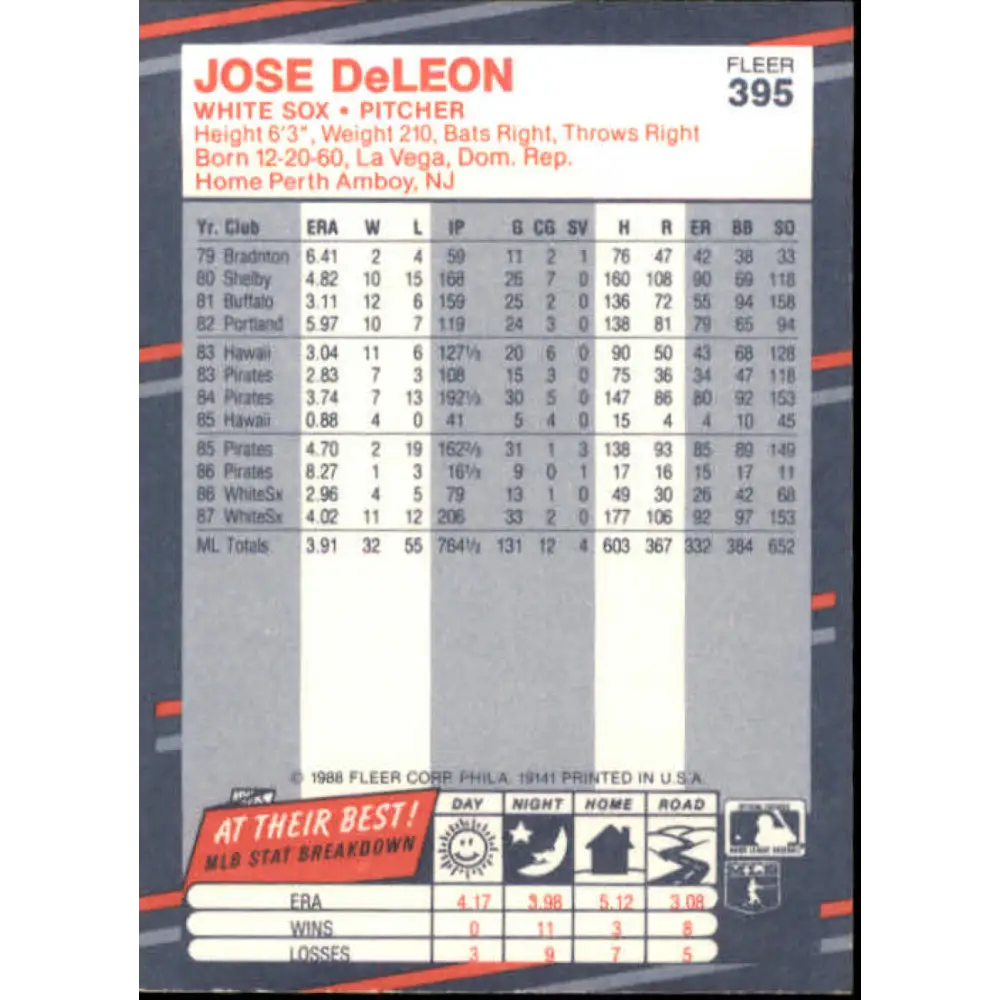 JOSE DeLEON
FLEER
395
WHITE SOX • PITCHER
Height 6'3", Weight 210, Bats Right, Throws Right
Born 12-20-60, La Vega, Dom. Rep.
Home Perth Amboy, NJ
Yr. Club ERA W L IP G CG SV H R ER BB SO
79 Bradnton 6.41 2 4 59 11 2 1 76 47 42 38 33
80 Shelby 4.82 10 15 168 26 7 0 160 108 90 69 118
81 Buffalo 3.11 12 6 159 25 2 0 136 72 55 94 158
82 Portland 5.97 10 7 119 24 3 0 138 81 79 65 94
83 Hawaii 3.04 11 6 127⅓ 20 6 0 90 50 43 68 128
83 Pirates 2.83 7 3 108 15 3 0 75 36 34 47 118
84 Pirates 3.74 7 13 192⅓ 30 5 0 147 86 80 92 153
85 Hawaii 0.88 4 0 41 5 4 0 15 4 4 10 45
85 Pirates 4.70 2 19 162⅔ 31 1 3 138 93 85 89 149
86 Pirates 8.27 1 3 16⅓ 9 0 1 17 16 15 17 11
86 WhiteSx 2.96 4 5 79 13 1 0 49 30 26 42 68
87 WhiteSx 4.02 11 12 206 33 2 0 177 106 92 97 153
ML Totals 3.91 32 55 764⅓ 131 12 4 603 367 332 384 652
© 1988 FLEER CORP. PHILA. 19141 PRINTED IN U.S.A.
AT THEIR BEST!
MLB STAT BREAKDOWN
DAY NIGHT HOME ROAD
ERA 4.17 3.98 5.12 3.08
WINS 0 11 3 8
LOSSES 3 9 7 5